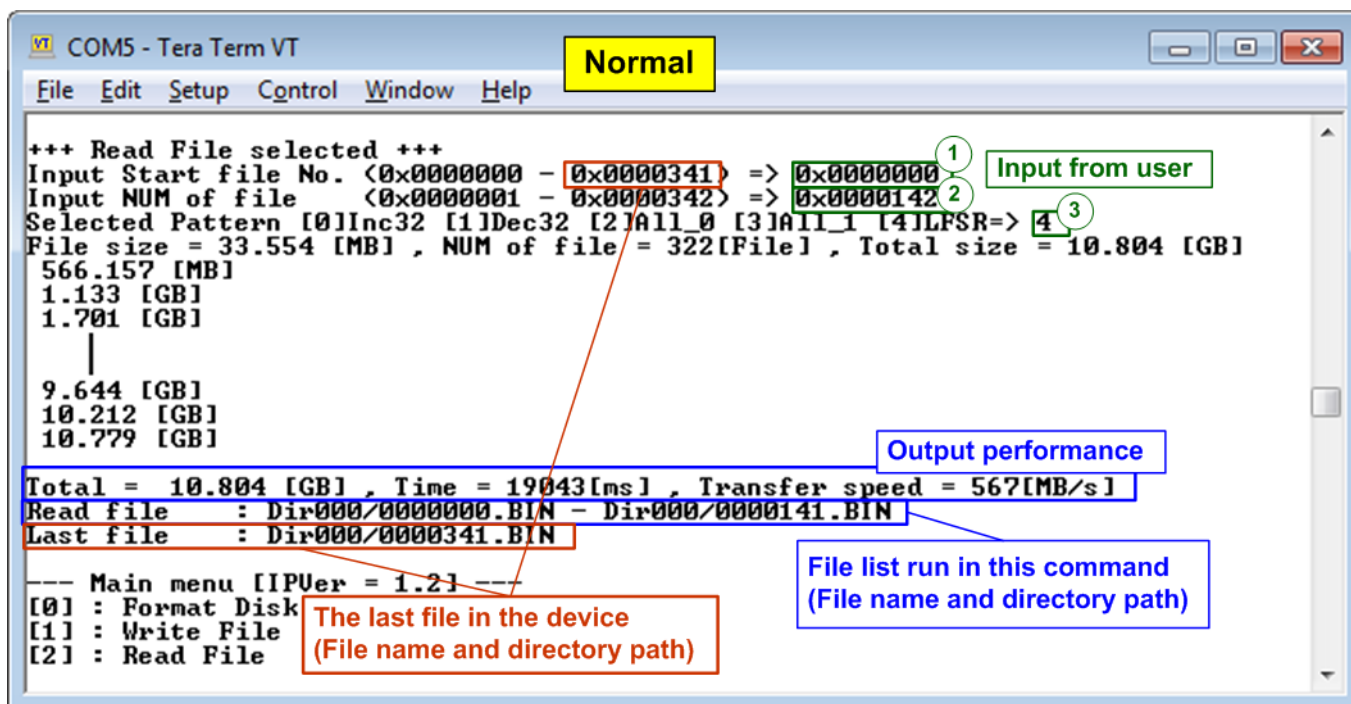 COM5 - Tera Term VT
Normal
File Edit Setup Control Window Help
+++ Read File selected +++
Input Start file No. (0x0000000 - 0x0000341) => 0x0000000 1
Input from user
Input NUM of file (0x0000001 - 0x0000342) => 0x0000142 2
Selected Pattern [0]Inc32 [1]Dec32 [2]All_0 [3]All_1 [4]LFSR=> 4 3
File size = 33.554 [MB] , NUM of file = 322[File] , Total size = 10.804 [GB]
566.157 [MB]
1.133 [GB]
1.701 [GB]
9.644 [GB]
10.212 [GB]
10.779 [GB]
Output performance
Total = 10.804 [GB] , Time = 19043[ms] , Transfer speed = 567[MB/s]
Read file : Dir000/0000000.BIN - Dir000/0000141.BIN
Last file : Dir000/0000341.BIN
File list run in this command
(File name and directory path)
--- Main menu [IPVer = 1.2] ---
[0] : Format Disk
[1] : Write File
[2] : Read File
The last file in the device
(File name and directory path)